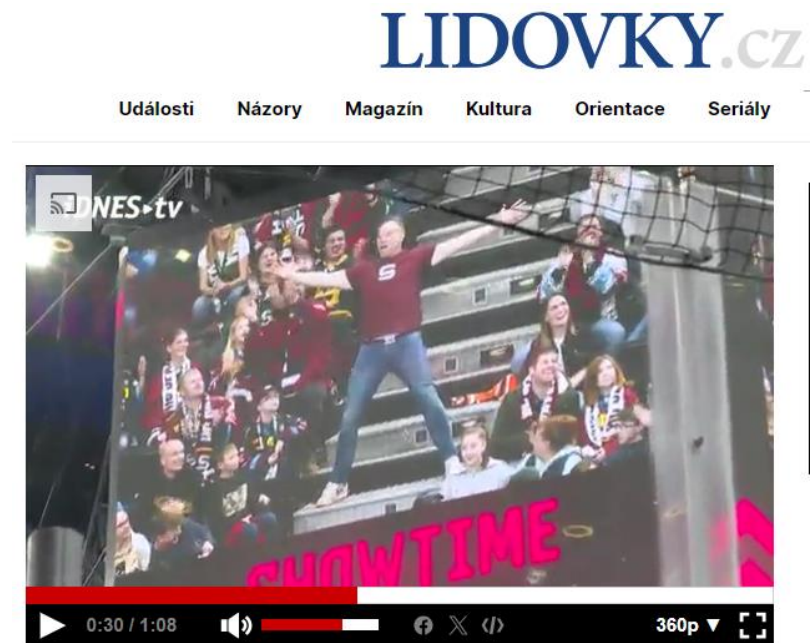 LIDOVKY.cz
Události Názory Magazín Kultura Orientace Seriály
iDNES▸tv
S
SHOWTIME
0:30 / 1:08
360p